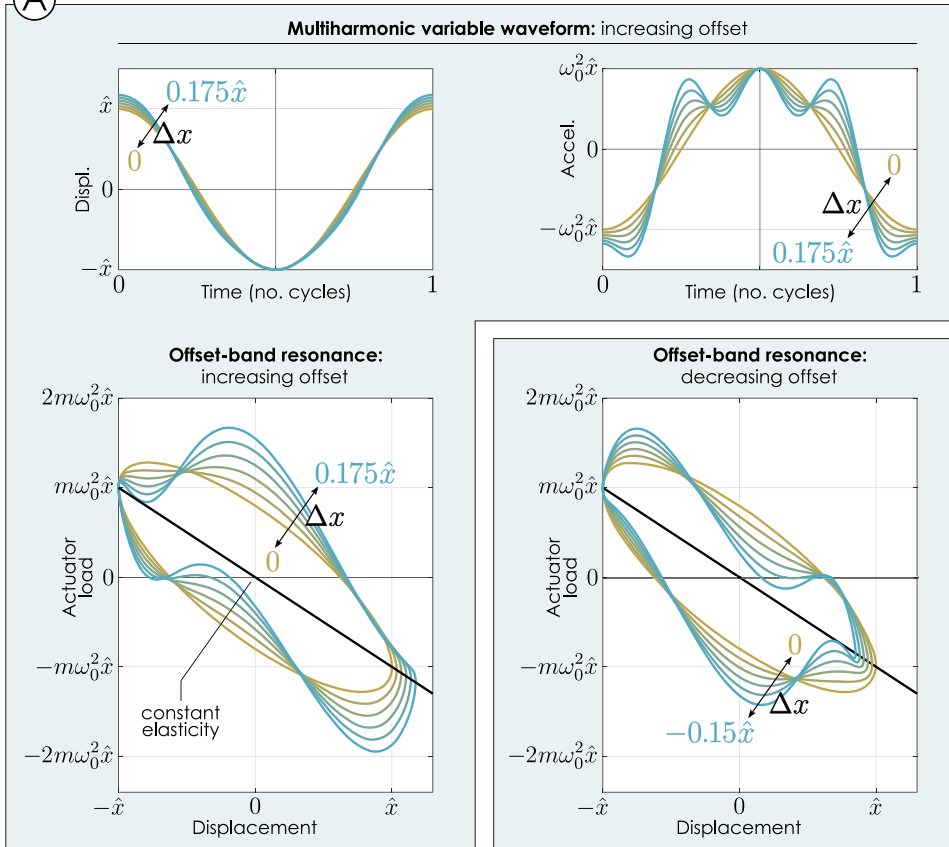 A
Multiharmonic variable waveform: increasing offset
Displ.
x̂
0
−x̂
0.175x̂
Δx
0
0
1
Time (no. cycles)
Accel.
ω₀²x̂
0
−ω₀²x̂
0
Δx
0.175x̂
0
1
Time (no. cycles)
Offset-band resonance:
increasing offset
Actuator
load
2mω₀²x̂
mω₀²x̂
0
−mω₀²x̂
−2mω₀²x̂
0.175x̂
Δx
0
constant
elasticity
−x̂
0
x̂
Displacement
Offset-band resonance:
decreasing offset
Actuator
load
2mω₀²x̂
mω₀²x̂
0
−mω₀²x̂
−2mω₀²x̂
0
Δx
−0.15x̂
−x̂
0
x̂
Displacement